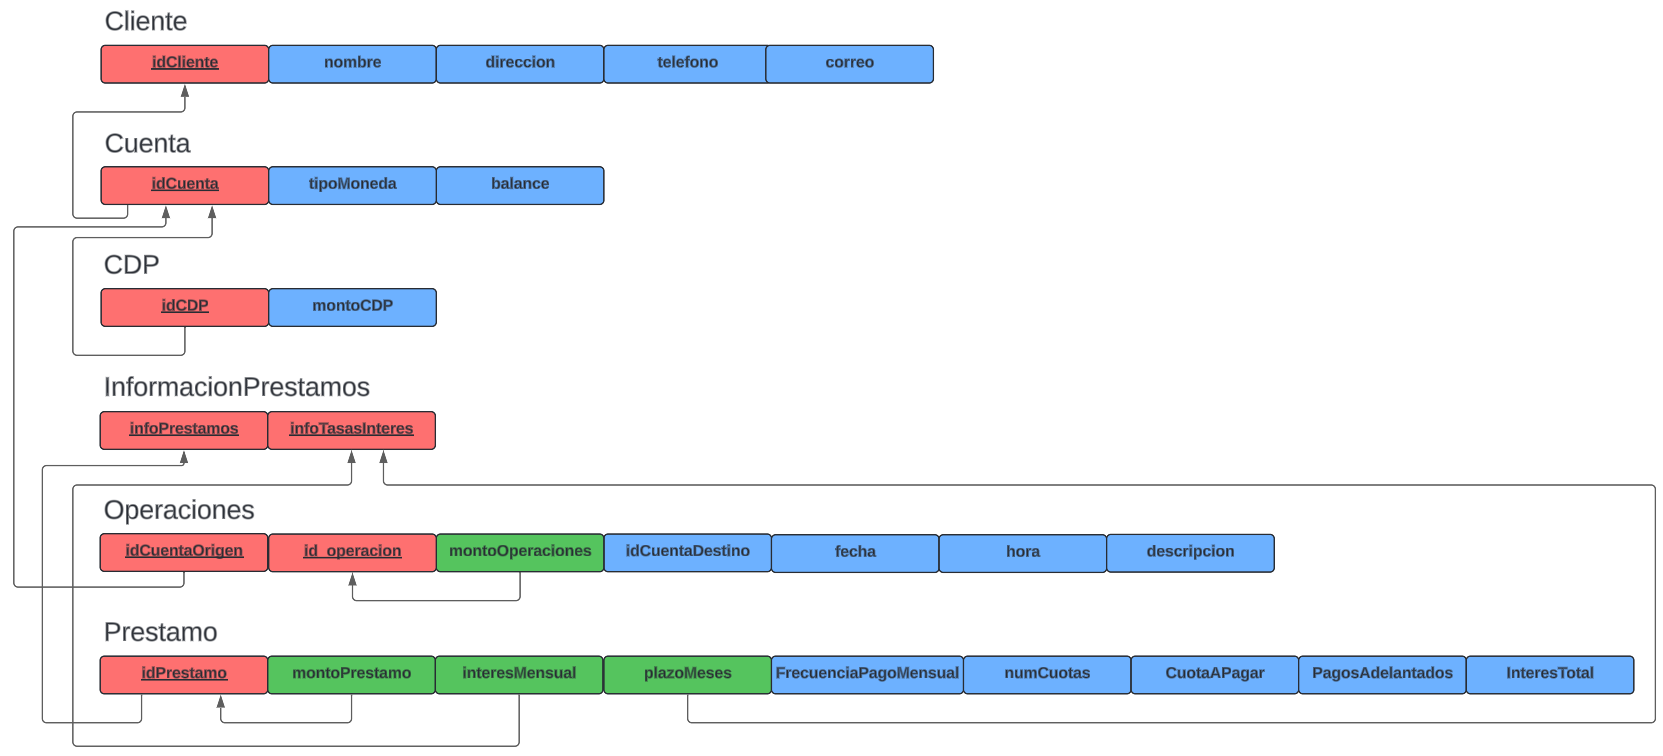 Cliente
idCliente nombre direccion telefono correo
Cuenta
idCuenta tipoMoneda balance
CDP
idCDP montoCDP
InformacionPrestamos
infoPrestamos infoTasasInteres
Operaciones
idCuentaOrigen id_operacion montoOperaciones idCuentaDestino fecha hora descripcion
Prestamo
idPrestamo montoPrestamo interesMensual plazoMeses FrecuenciaPagoMensual numCuotas CuotaAPagar PagosAdelantados InteresTotal